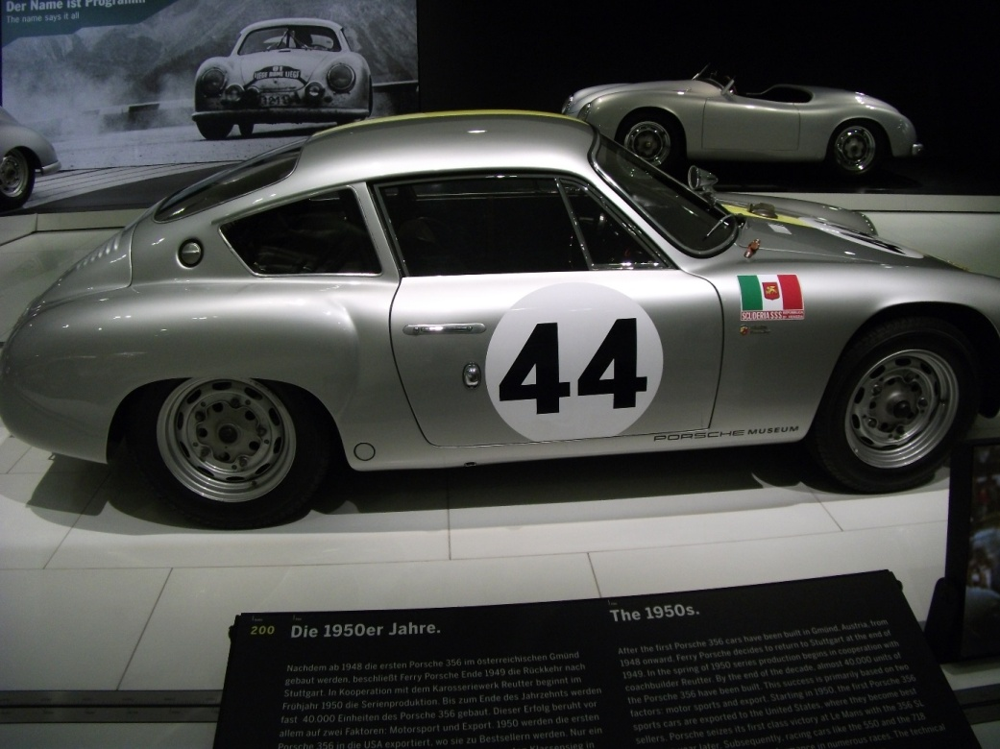 Der Name ist Programm
The name says it all
LIEGE ROME LIEGE
44
SCUDERIA S S S
PORSCHE MUSEUM
200
Die 1950er Jahre.
Nachdem ab 1948 die ersten Porsche 356 im österreichischen Gmünd
gebaut werden, beschließt Ferry Porsche Ende 1949 die Rückkehr nach
Stuttgart. In Kooperation mit dem Karosseriewerk Reutter beginnt im
Frühjahr 1950 die Serienproduktion. Bis zum Ende des Jahrzehnts werden
fast 40.000 Einheiten des Porsche 356 gebaut. Dieser Erfolg beruht vor
allem auf zwei Faktoren: Motorsport und Export. 1950 werden die ersten
Porsche 356 in die USA exportiert, wo sie zu Bestsellern werden. Nur ein
Klassensieg in
The 1950s.
After the first Porsche 356 cars have been built in Gmünd, Austria, from
1948 onward, Ferry Porsche decides to return to Stuttgart at the end of
1949. In the spring of 1950 series production begins in cooperation with
coachbuilder Reutter. By the end of the decade, almost 40.000 units of
the Porsche 356 have been built. This success is primarily based on two
factors: motor sports and export. Starting in 1950, the first Porsche 356
sports cars are exported to the United States, where they become best
sellers. Porsche seizes its first class victory at Le Mans with the 356 SL
later. Subsequently, racing cars like the 550 and the 718
in numerous races. The technical